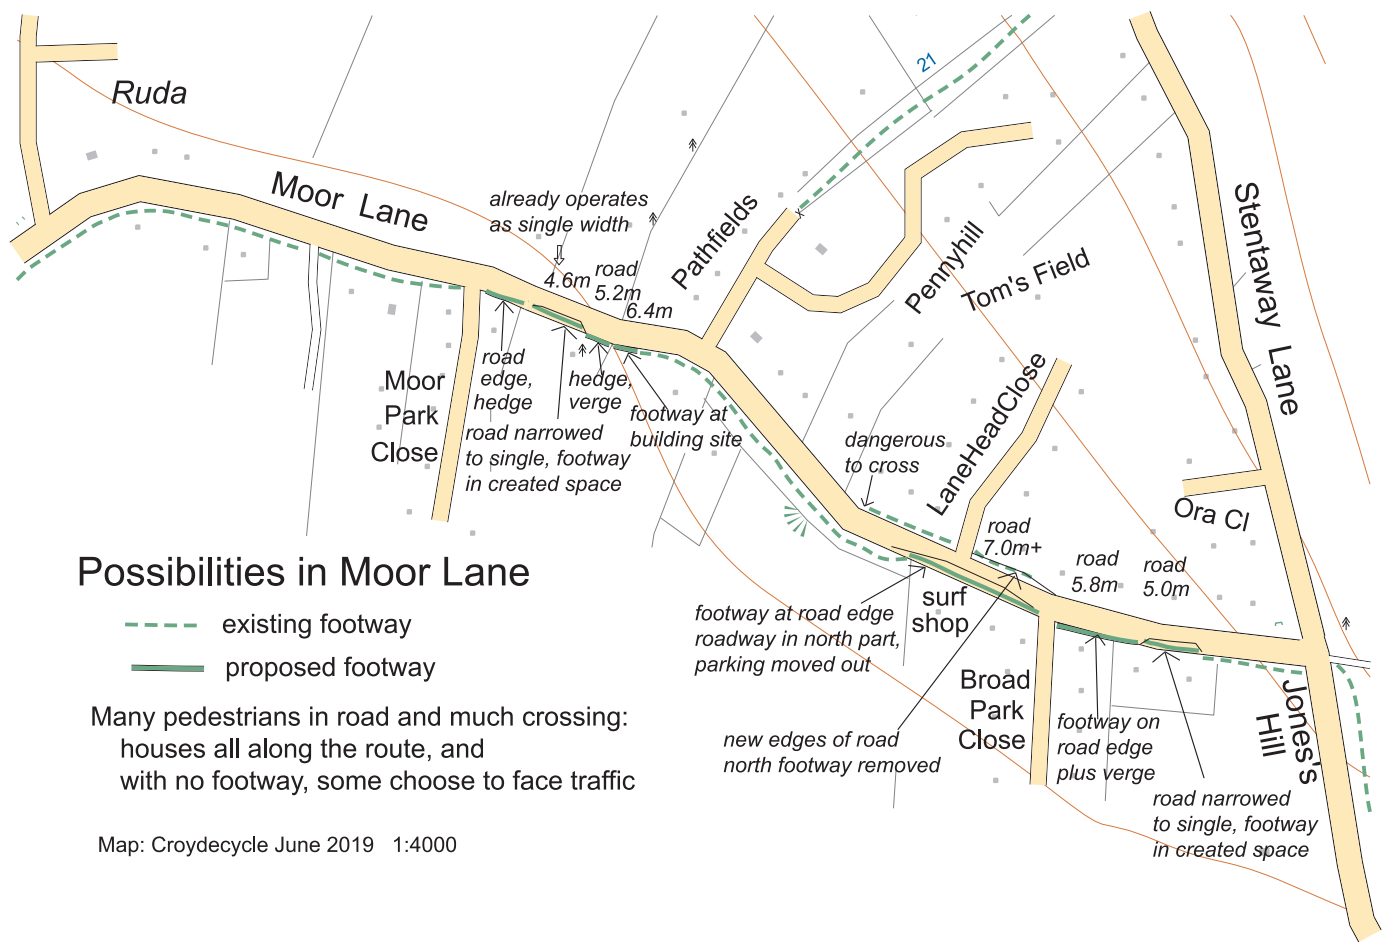 21
Ruda
Moor Lane
already operates
as single width
4.6m
road
5.2m
6.4m
Pathfields
Pennyhill
Tom's Field
Stentaway Lane
Moor
Park
Close
road
edge,
hedge
hedge,
verge
footway at
building site
road narrowed
to single, footway
in created space
dangerous
to cross
LaneHeadClose
Ora Cl
road
7.0m+
road
5.8m
road
5.0m
Possibilities in Moor Lane
existing footway
proposed footway
Many pedestrians in road and much crossing:
houses all along the route, and
with no footway, some choose to face traffic
Map: Croydecycle June 2019 1:4000
footway at road edge
roadway in north part,
parking moved out
surf
shop
new edges of road
north footway removed
Broad
Park
Close
footway on
road edge
plus verge
road narrowed
to single, footway
in created space
Jones's
Hill